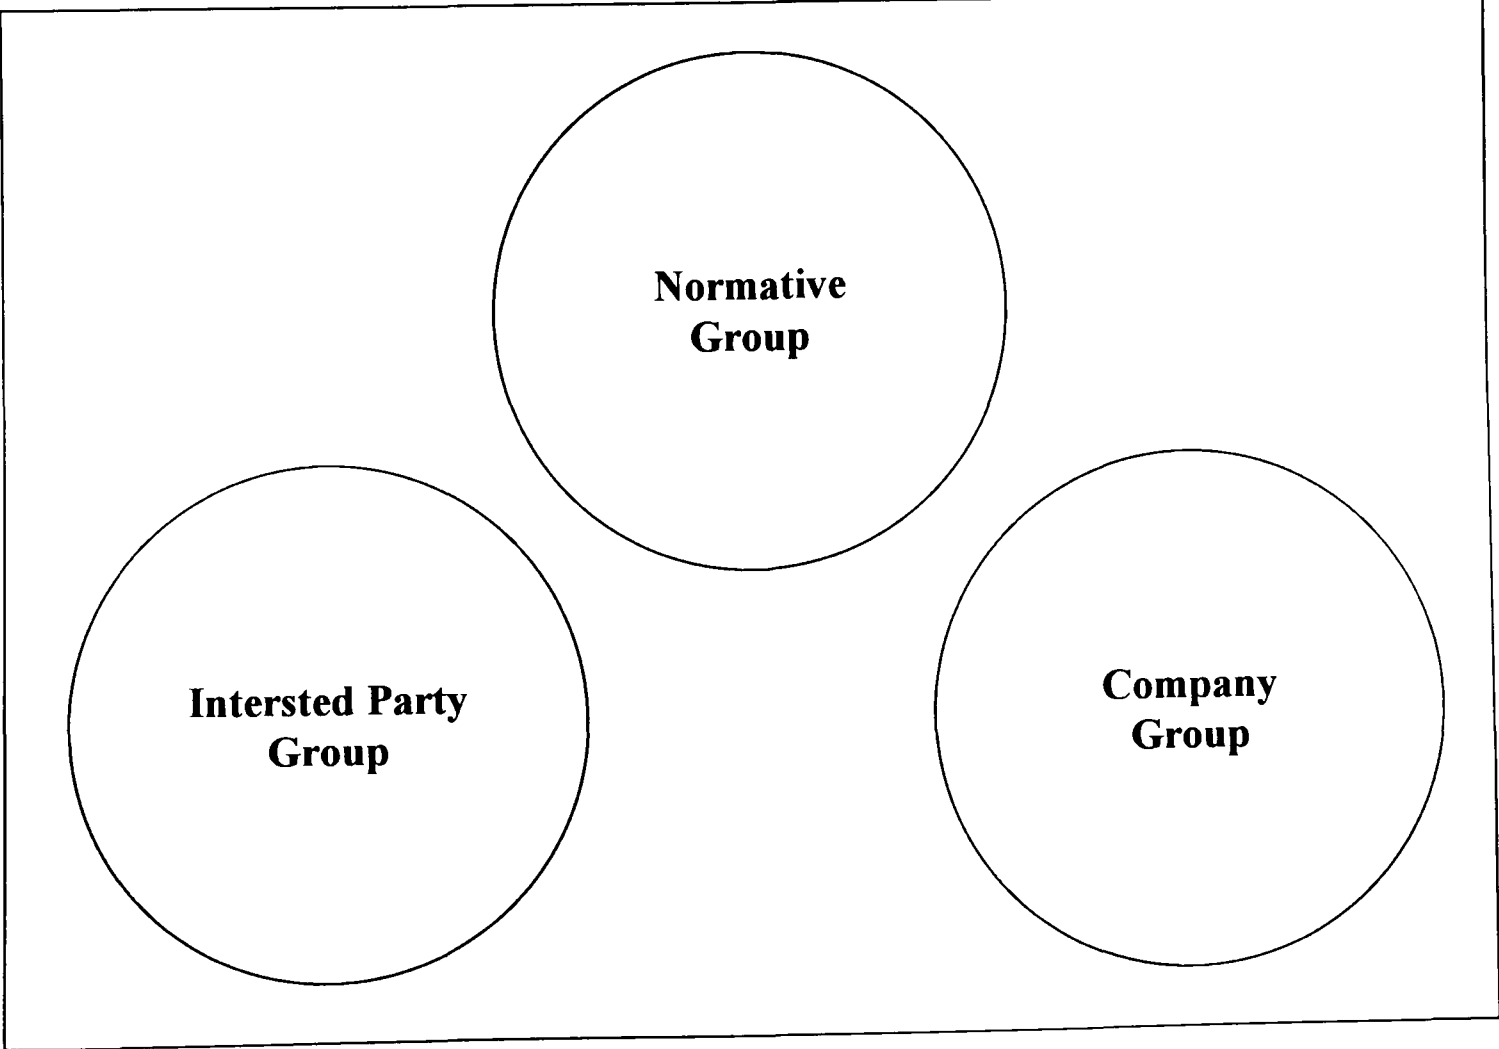 Normative
Group
Intersted Party
Group
Company
Group